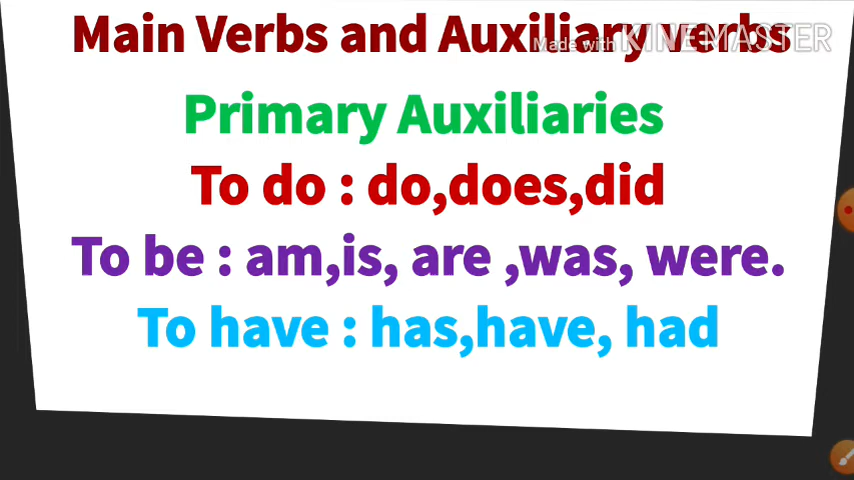 Main Verbs and Auxiliary verbs
Made with KINEMASTER
Primary Auxiliaries
To do : do,does,did
To be : am,is, are ,was, were.
To have : has,have, had